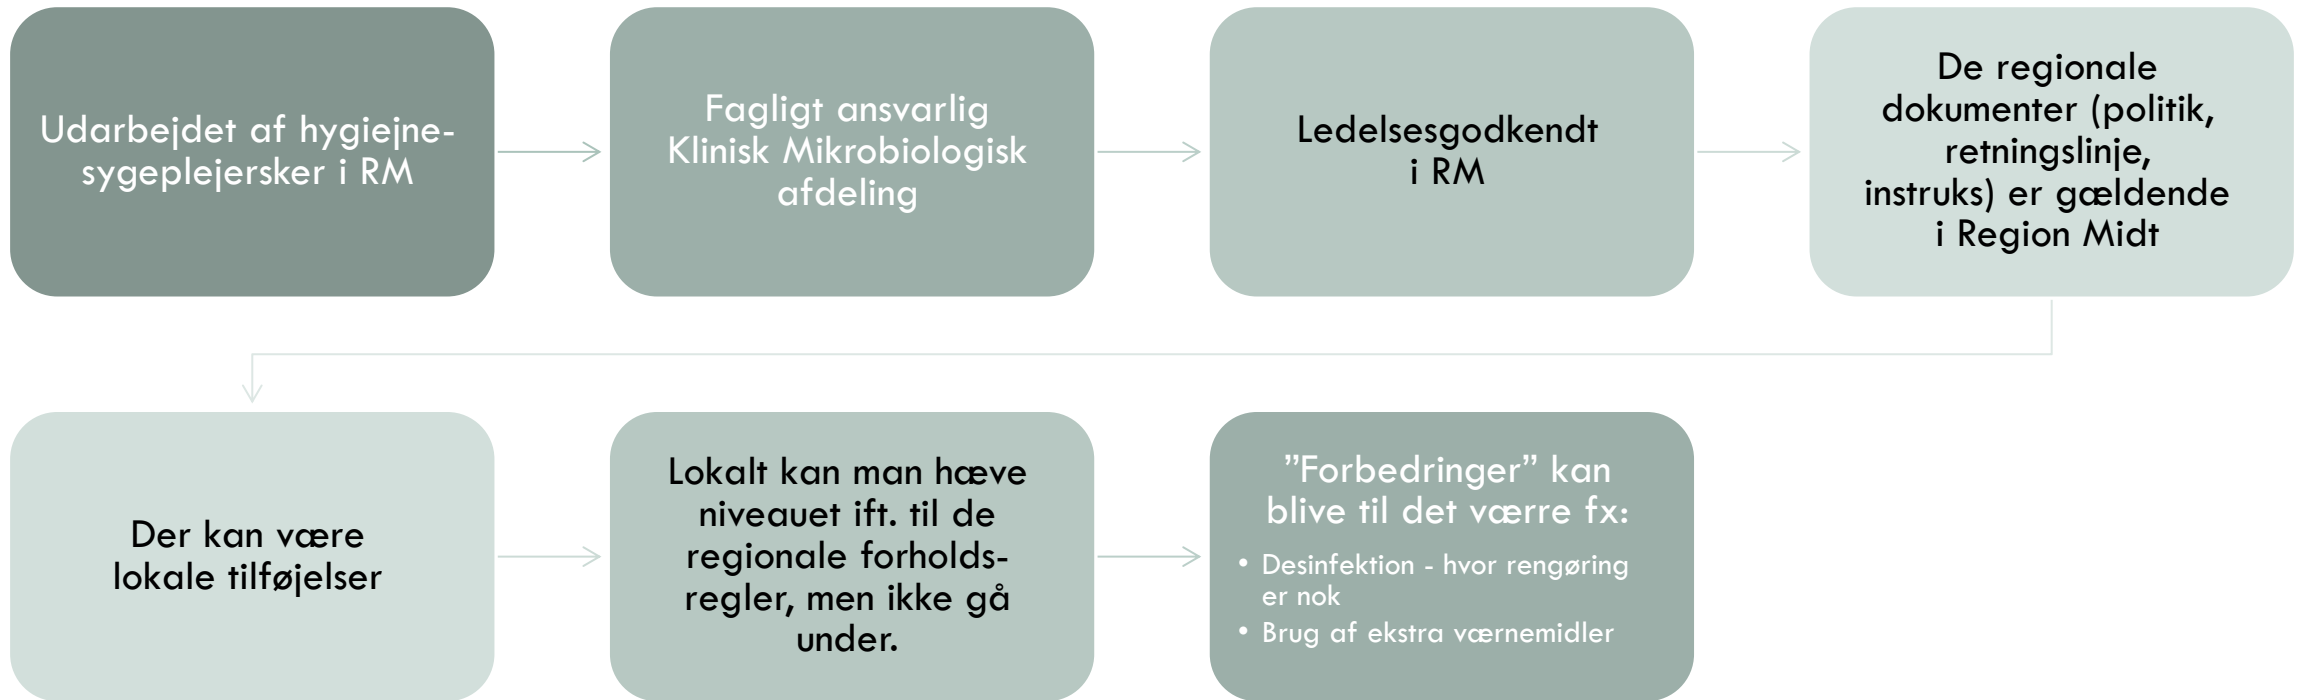 Udarbejdet af hygiejne-
sygeplejersker i RM
Fagligt ansvarlig
Klinisk Mikrobiologisk
afdeling
Ledelsesgodkendt
i RM
De regionale
dokumenter (politik,
retningslinje,
instruks) er gældende
i Region Midt
Der kan være
lokale tilføjelser
Lokalt kan man hæve
niveauet ift. til de
regionale forholds-
regler, men ikke gå
under.
”Forbedringer” kan
blive til det værre fx:
• Desinfektion - hvor rengøring
er nok
• Brug af ekstra værnemidler